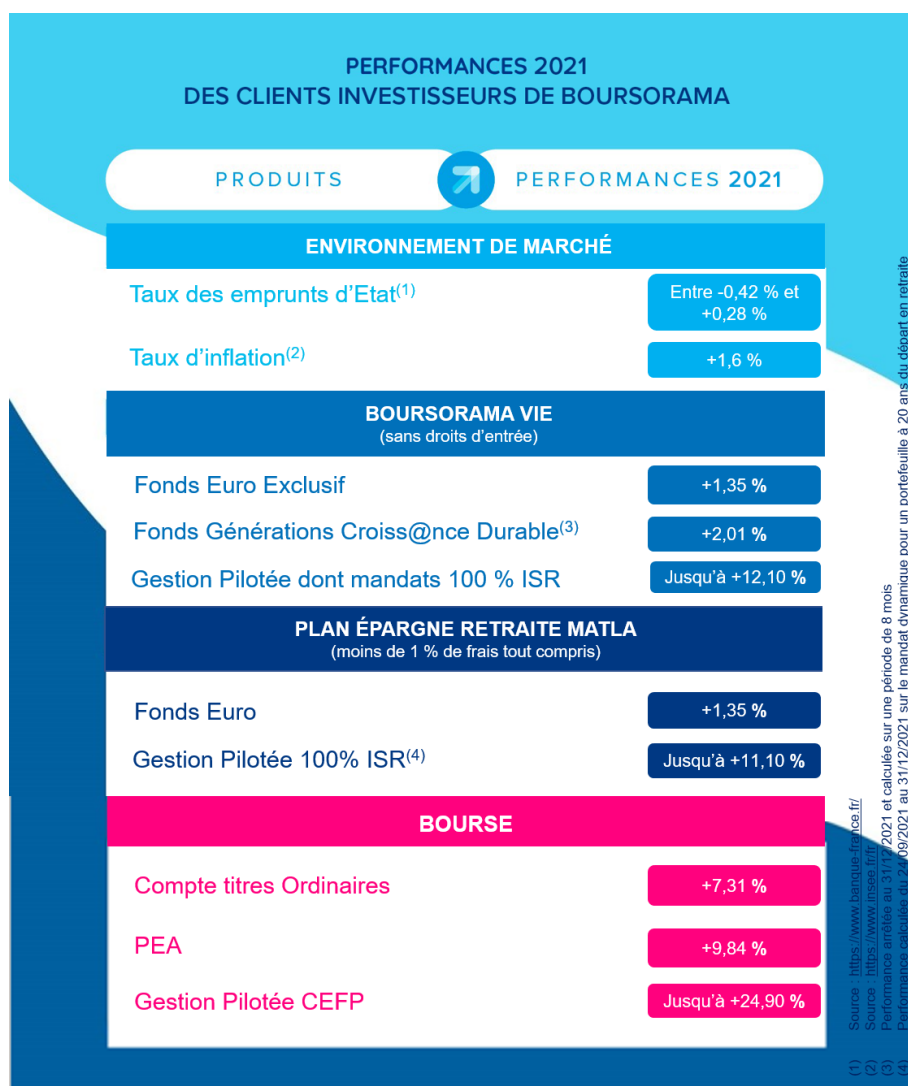 PERFORMANCES 2021
DES CLIENTS INVESTISSEURS DE BOURSORAMA
PRODUITS
PERFORMANCES 2021
ENVIRONNEMENT DE MARCHÉ
Taux des emprunts d'Etat(1)
Entre -0,42 % et
+0,28 %
Taux d'inflation(2)
+1,6 %
BOURSORAMA VIE
(sans droits d'entrée)
Fonds Euro Exclusif
+1,35 %
Fonds Générations Croiss@nce Durable(3)
+2,01 %
Gestion Pilotée dont mandats 100 % ISR
Jusqu'à +12,10 %
PLAN ÉPARGNE RETRAITE MATLA
(moins de 1 % de frais tout compris)
Fonds Euro
+1,35 %
Gestion Pilotée 100% ISR(4)
Jusqu'à +11,10 %
BOURSE
Compte titres Ordinaires
+7,31 %
PEA
+9,84 %
Gestion Pilotée CEFP
Jusqu'à +24,90 %
(1) Source : https://www.banque-france.fr/
(2) Source : https://www.insee.fr/fr
(3) Performance arrêtée au 31/12/2021 et calculée sur une période de 8 mois
(4) Performance calculée du 24/09/2021 au 31/12/2021 sur le mandat dynamique pour un portefeuille à 20 ans du départ en retraite